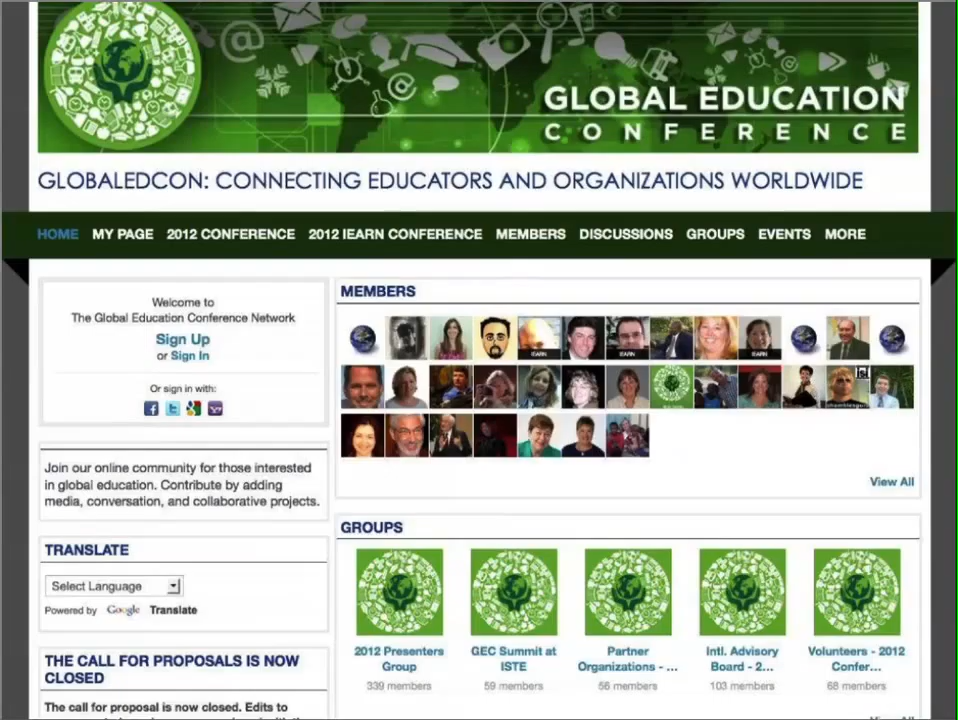 GLOBAL EDUCATION
CONFERENCE
GLOBALEDCON: CONNECTING EDUCATORS AND ORGANIZATIONS WORLDWIDE
HOME MY PAGE 2012 CONFERENCE 2012 IEARN CONFERENCE MEMBERS DISCUSSIONS GROUPS EVENTS MORE
Welcome to
The Global Education Conference Network
Sign Up
or Sign In
Or sign in with:
Join our online community for those interested
in global education. Contribute by adding
media, conversation, and collaborative projects.
TRANSLATE
Select Language
Powered by Google Translate
THE CALL FOR PROPOSALS IS NOW
CLOSED
The call for proposal is now closed. Edits to
MEMBERS
IEARN IEARN IEARN
View All
GROUPS
2012 Presenters
Group
339 members
GEC Summit at
ISTE
59 members
Partner
Organizations - ...
56 members
Intl. Advisory
Board - 2...
103 members
Volunteers - 2012
Confer...
68 members